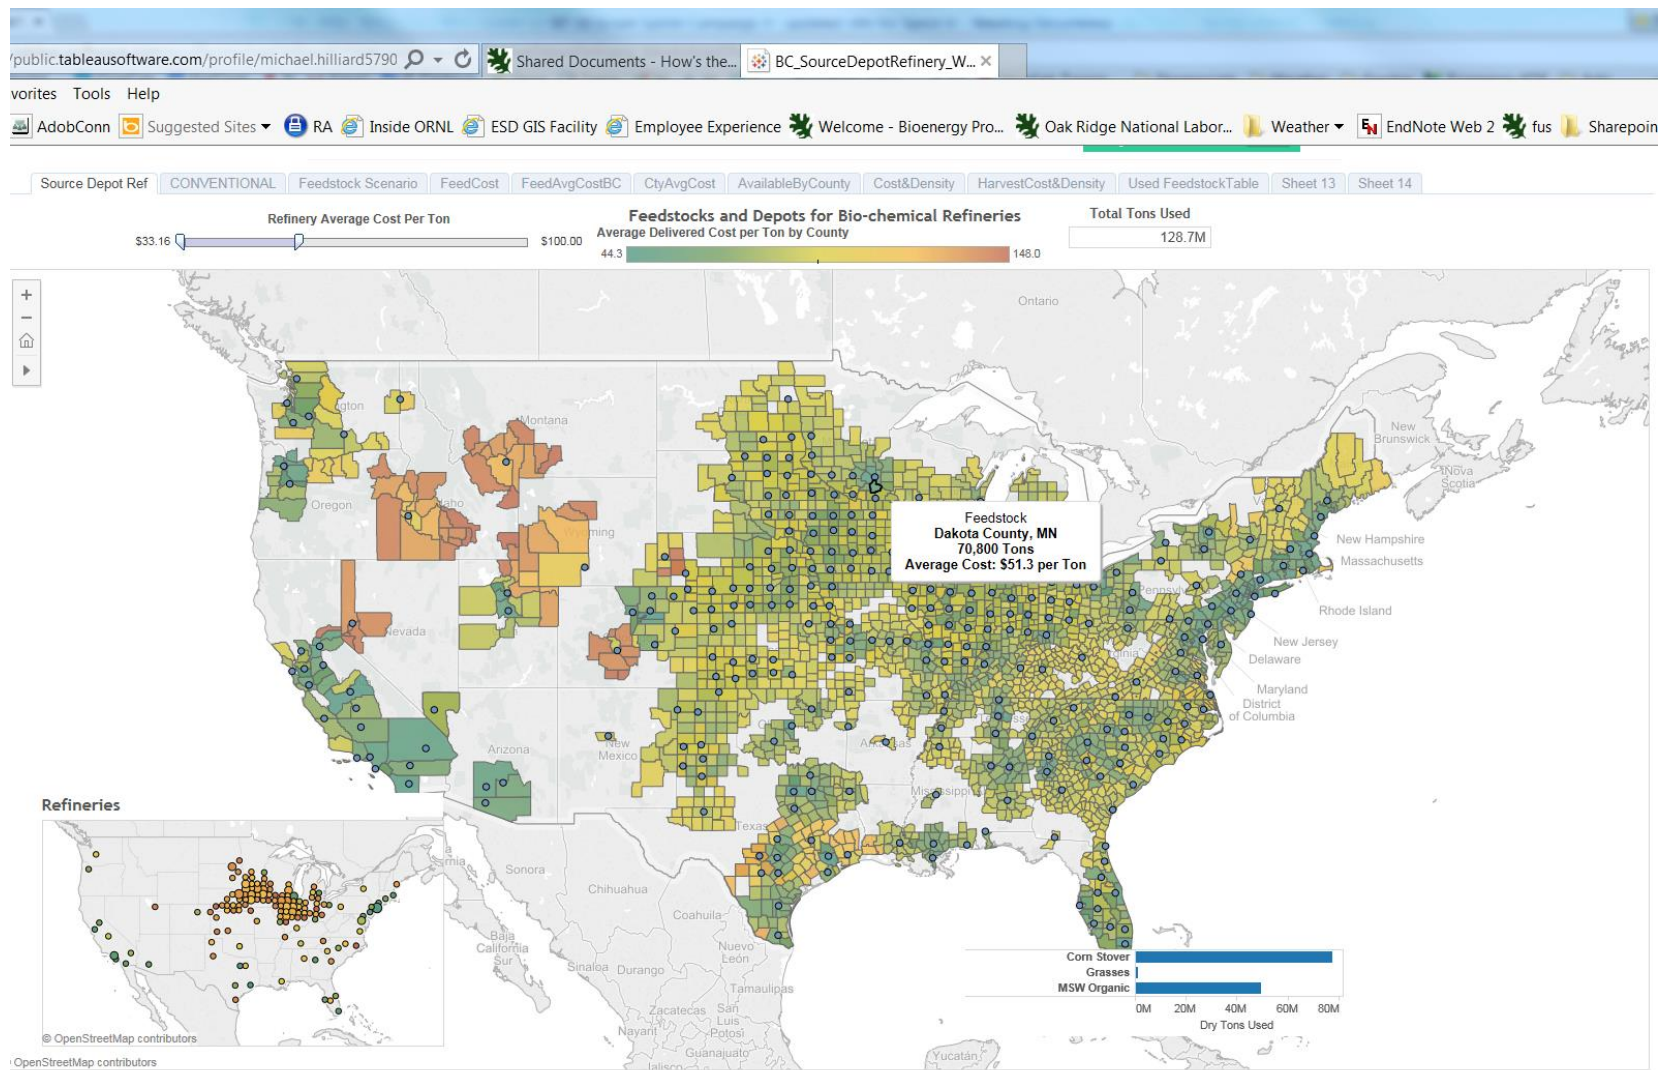 /public.tableausoftware.com/profile/michael.hilliard5790
Shared Documents - How's the...
BC_SourceDepotRefinery_W...
vorites Tools Help
AdobConn
Suggested Sites
RA
Inside ORNL
ESD GIS Facility
Employee Experience
Welcome - Bioenergy Pro...
Oak Ridge National Labor...
Weather
EndNote Web 2
fus
Sharepoin
Source Depot Ref
CONVENTIONAL
Feedstock Scenario
FeedCost
FeedAvgCostBC
CtyAvgCost
AvailableByCounty
Cost&Density
HarvestCost&Density
Used FeedstockTable
Sheet 13
Sheet 14
Refinery Average Cost Per Ton
$33.16
$100.00
Feedstocks and Depots for Bio-chemical Refineries
Average Delivered Cost per Ton by County
44.3
148.0
Total Tons Used
128.7M
Ontario
Montana
Oregon
Nevada
Arizona
New
Mexico
Texas
New
Brunswick
Nova
Scotia
New Hampshire
Massachusetts
Rhode Island
New Jersey
Delaware
Maryland
District
of Columbia
Feedstock
Dakota County, MN
70,800 Tons
Average Cost: $51.3 per Ton
Sonora
Chihuahua
Coahuila
Baja
California
Sur
Sinaloa
Durango
Nuevo
León
Tamaulipas
Zacatecas
San
Luis
Potosí
Nayarit
Guanajuato
Jalisco
Yucatán
Refineries
© OpenStreetMap contributors
OpenStreetMap contributors
Corn Stover
Grasses
MSW Organic
0M
20M
40M
60M
80M
Dry Tons Used